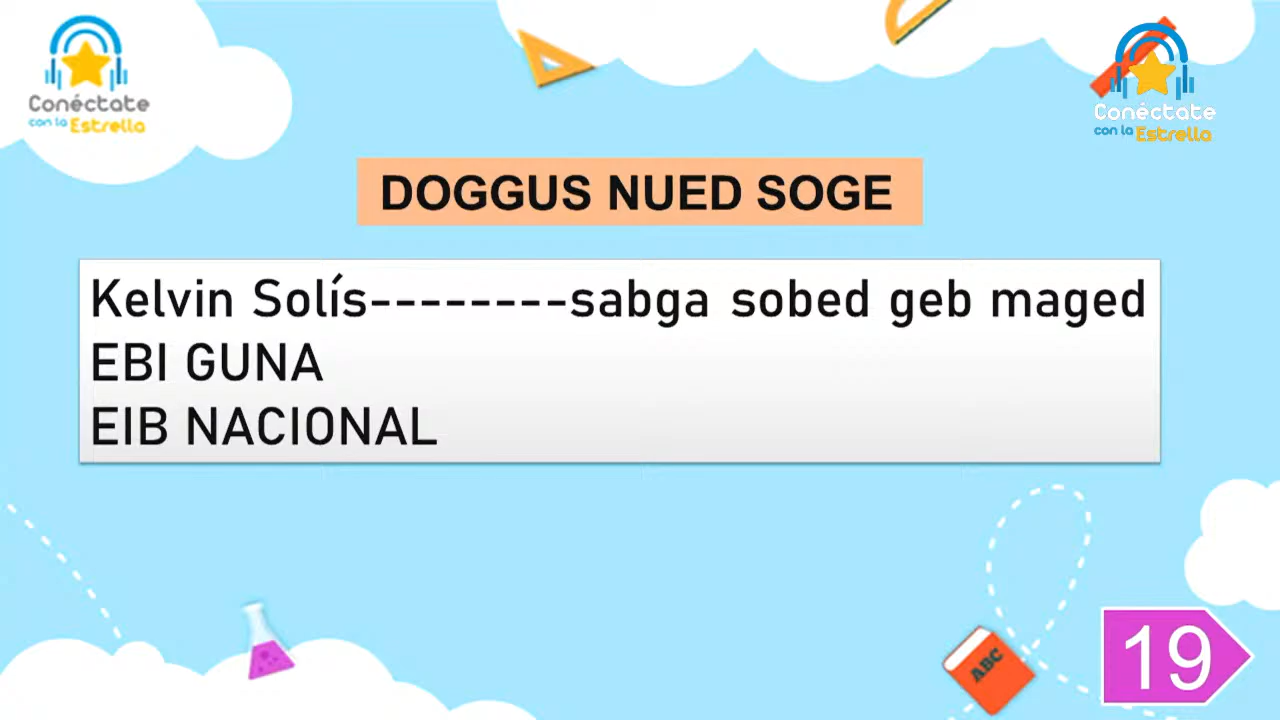 Conéctate
con la Estrella
Conéctate
con la Estrella
DOGGUS NUED SOGE
Kelvin Solís--------sabga sobed geb maged
EBI GUNA
EIB NACIONAL
ABC
19